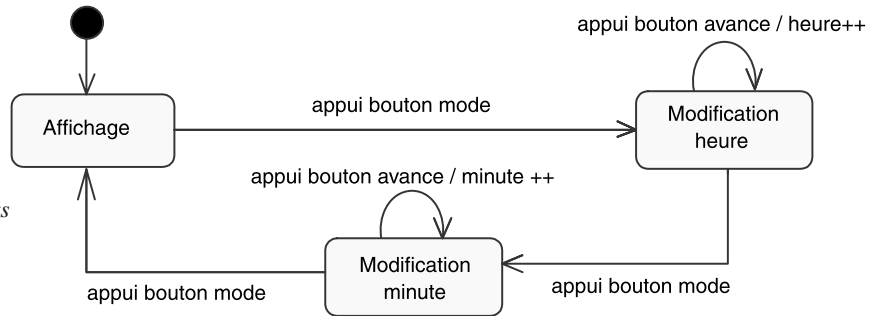 appui bouton avance / heure++
Affichage
appui bouton mode
Modification
heure
appui bouton avance / minute ++
Modification
minute
appui bouton mode
appui bouton mode